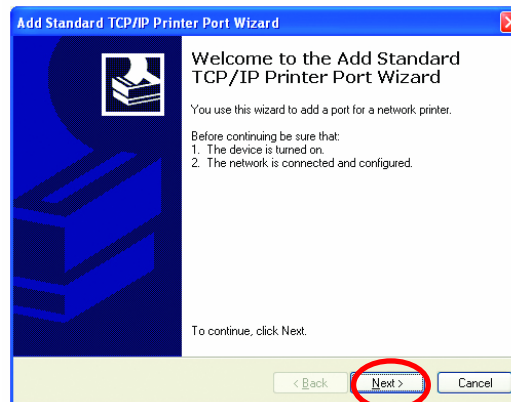 Add Standard TCP/IP Printer Port Wizard
Welcome to the Add Standard
TCP/IP Printer Port Wizard
You use this wizard to add a port for a network printer.
Before continuing be sure that:
1. The device is turned on.
2. The network is connected and configured.
To continue, click Next.
< Back
Next >
Cancel